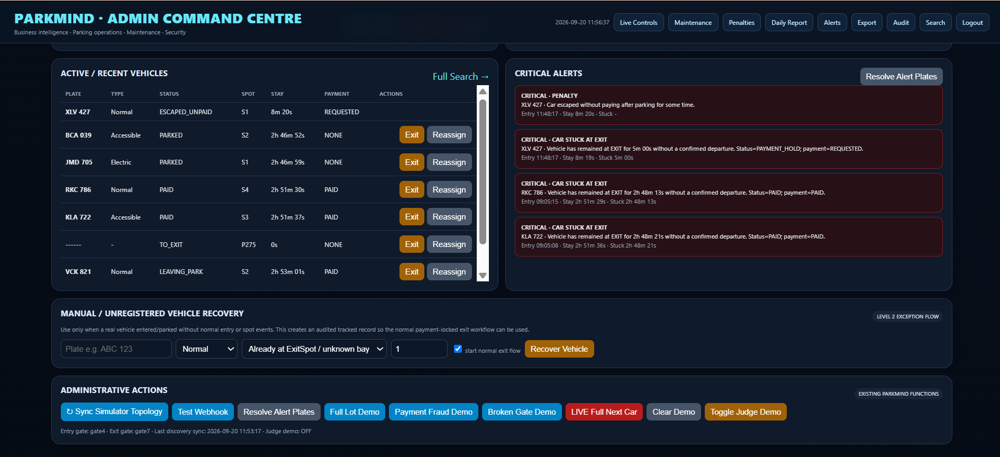 PARKMIND · ADMIN COMMAND CENTRE
Business intelligence · Parking operations · Maintenance · Security
2026-09-20 11:56:37 Live Controls Maintenance Penalties Daily Report Alerts Export Audit Search Logout
ACTIVE / RECENT VEHICLES
Full Search →
PLATE TYPE STATUS SPOT STAY PAYMENT ACTIONS
XLV 427 Normal ESCAPED_UNPAID S1 8m 20s REQUESTED
BCA 039 Accessible PARKED S2 2h 46m 52s NONE Exit Reassign
JMD 705 Electric PARKED S1 2h 46m 59s NONE Exit Reassign
RKC 786 Normal PAID S4 2h 51m 30s PAID Exit Reassign
KLA 722 Accessible PAID S3 2h 51m 37s PAID Exit Reassign
------ - TO_EXIT P275 0s NONE Exit Reassign
VCK 821 Normal LEAVING_PARK S2 2h 53m 01s PAID Exit Reassign
CRITICAL ALERTS
Resolve Alert Plates
CRITICAL · PENALTY
XLV 427 · Car escaped without paying after parking for some time.
Entry 11:48:17 · Stay 8m 20s · Stuck -
CRITICAL · CAR STUCK AT EXIT
XLV 427 · Vehicle has remained at EXIT for 5m 00s without a confirmed departure. Status=PAYMENT_HOLD; payment=REQUESTED.
Entry 11:48:17 · Stay 8m 19s · Stuck 5m 00s
CRITICAL · CAR STUCK AT EXIT
RKC 786 · Vehicle has remained at EXIT for 2h 48m 13s without a confirmed departure. Status=PAID; payment=PAID.
Entry 09:05:15 · Stay 2h 51m 29s · Stuck 2h 48m 13s
CRITICAL · CAR STUCK AT EXIT
KLA 722 · Vehicle has remained at EXIT for 2h 48m 21s without a confirmed departure. Status=PAID; payment=PAID.
Entry 09:05:08 · Stay 2h 51m 36s · Stuck 2h 48m 21s
MANUAL / UNREGISTERED VEHICLE RECOVERY
LEVEL 2 EXCEPTION FLOW
Use only when a real vehicle entered/parked without normal entry or spot events. This creates an audited tracked record so the normal payment-locked exit workflow can be used.
Plate e.g. ABC 123 Normal Already at ExitSpot / unknown bay 1 start normal exit flow Recover Vehicle
ADMINISTRATIVE ACTIONS
EXISTING PARKMIND FUNCTIONS
↻ Sync Simulator Topology Test Webhook Resolve Alert Plates Full Lot Demo Payment Fraud Demo Broken Gate Demo LIVE Full Next Car Clear Demo Toggle Judge Demo
Entry gate: gate4 · Exit gate: gate7 · Last discovery sync: 2026-09-20 11:53:17 · Judge demo: OFF